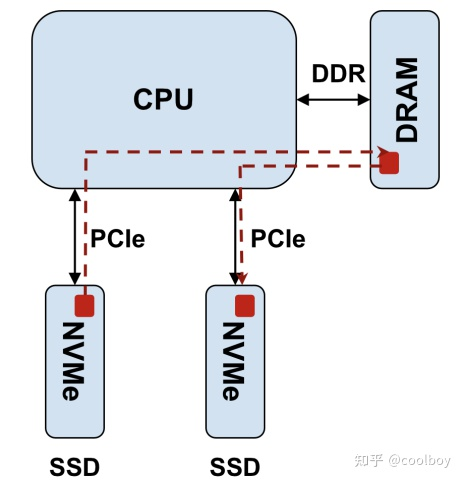 DDR
CPU
DRAM
PCIe
PCIe
NVMe
NVMe
知乎 @coolboy
SSD
SSD